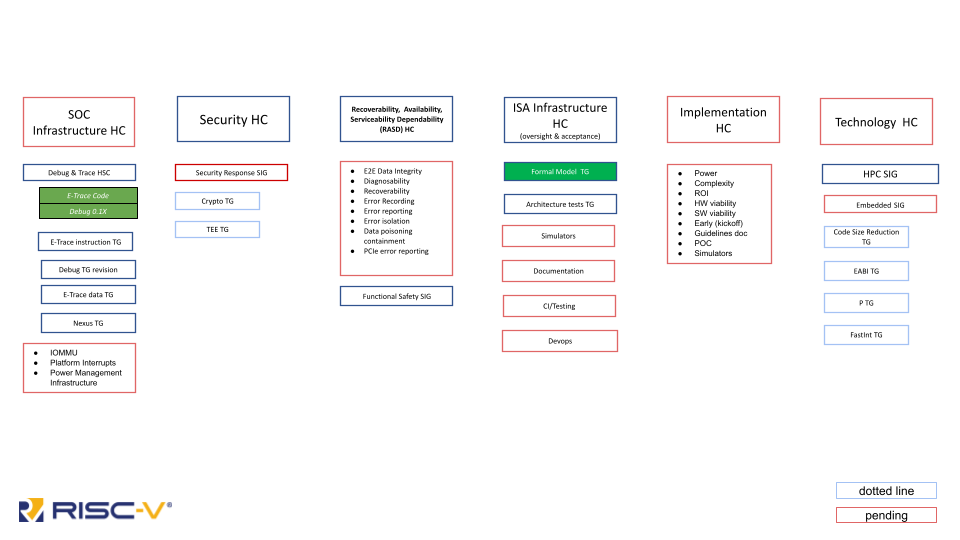 SOC
Infrastructure HC
Debug & Trace HSC
E-Trace Code
Debug 0.1X
E-Trace instruction TG
Debug TG revision
E-Trace data TG
Nexus TG
● IOMMU
● Platform Interrupts
● Power Management
Infrastructure
Security HC
Security Response SIG
Crypto TG
TEE TG
Recoverability, Availability,
Serviceability Dependability
(RASD) HC
● E2E Data Integrity
● Diagnosability
● Recoverability
● Error Recording
● Error reporting
● Error isolation
● Data poisoning
containment
● PCIe error reporting
Functional Safety SIG
ISA Infrastructure
HC
(oversight & acceptance)
Formal Model TG
Architecture tests TG
Simulators
Documentation
CI/Testing
Devops
Implementation
HC
● Power
● Complexity
● ROI
● HW viability
● SW viability
● Early (kickoff)
● Guidelines doc
● POC
● Simulators
Technology HC
HPC SIG
Embedded SIG
Code Size Reduction
TG
EABI TG
P TG
FastInt TG
RISC-V®
dotted line
pending